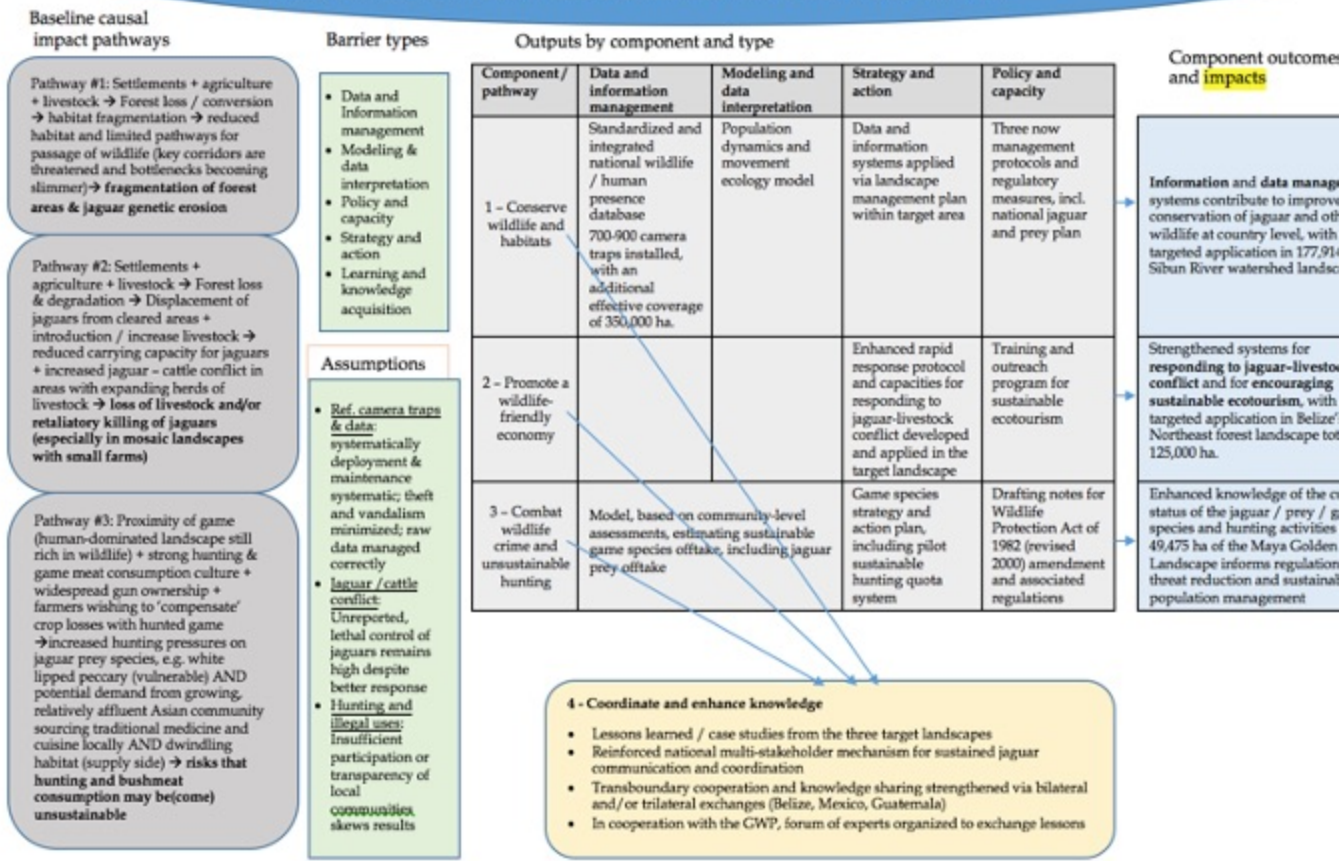 Baseline causal
impact pathways
Pathway #1: Settlements + agriculture
+ livestock → Forest loss / conversion
→ habitat fragmentation → reduced
habitat and limited pathways for
passage of wildlife (key corridors are
threatened and bottlenecks becoming
slimmer)→ fragmentation of forest
areas & jaguar genetic erosion
Pathway #2: Settlements +
agriculture + livestock → Forest loss
& degradation → Displacement of
jaguars from cleared areas +
introduction / increase livestock →
reduced carrying capacity for jaguars
+ increased jaguar – cattle conflict in
areas with expanding herds of
livestock → loss of livestock and/or
retaliatory killing of jaguars
(especially in mosaic landscapes
with small farms)
Pathway #3: Proximity of game
(human-dominated landscape still
rich in wildlife) + strong hunting &
game meat consumption culture +
widespread gun ownership +
farmers wishing to 'compensate'
crop losses with hunted game
→increased hunting pressures on
jaguar prey species, e.g. white
lipped peccary (vulnerable) AND
potential demand from growing,
relatively affluent Asian community
sourcing traditional medicine and
cuisine locally AND dwindling
habitat (supply side) → risks that
hunting and bushmeat
consumption may be(come)
unsustainable
Barrier types
• Data and
Information
management
• Modeling &
data
interpretation
• Policy and
capacity
• Strategy and
action
• Learning and
knowledge
acquisition
Assumptions
• Ref. camera traps
& data:
systematically
deployment &
maintenance
systematic; theft
and vandalism
minimized; raw
data managed
correctly
• Jaguar /cattle
conflict:
Unreported,
lethal control of
jaguars remains
high despite
better response
• Hunting and
illegal uses:
Insufficient
participation or
transparency of
local
communities
skews results
Outputs by component and type
Component/
pathway
Data and
information
management
Modeling and
data
interpretation
Strategy and
action
Policy and
capacity
1 – Conserve
wildlife and
habitats
Standardized and
integrated
national wildlife
/ human
presence
database
700-900 camera
traps installed,
with an
additional
effective coverage
of 350,000 ha.
Population
dynamics and
movement
ecology model
Data and
information
systems applied
via landscape
management plan
within target area
Three now
management
protocols and
regulatory
measures, incl.
national jaguar
and prey plan
2 – Promote a
wildlife-
friendly
economy
Enhanced rapid
response protocol
and capacities for
responding to
jaguar-livestock
conflict developed
and applied in the
target landscape
Training and
outreach
program for
sustainable
ecotourism
3 – Combat
wildlife
crime and
unsustainable
hunting
Model, based on community-level
assessments, estimating sustainable
game species offtake, including jaguar
prey offtake
Game species
strategy and
action plan,
including pilot
sustainable
hunting quota
system
Drafting notes for
Wildlife
Protection Act of
1982 (revised
2000) amendment
and associated
regulations
Component outcomes
and impacts
Information and data manage
systems contribute to improve
conservation of jaguar and oth
wildlife at country level, with
targeted application in 177,914
Sibun River watershed landsca
Strengthened systems for
responding to jaguar–livestoc
conflict and for encouraging
sustainable ecotourism, with
targeted application in Belize'
Northeast forest landscape tot
125,000 ha.
Enhanced knowledge of the c
status of the jaguar / prey / g
species and hunting activities
49,475 ha of the Maya Golden
Landscape informs regulation
threat reduction and sustainab
population management
4 - Coordinate and enhance knowledge
• Lessons learned / case studies from the three target landscapes
• Reinforced national multi-stakeholder mechanism for sustained jaguar
communication and coordination
• Transboundary cooperation and knowledge sharing strengthened via bilateral
and/or trilateral exchanges (Belize, Mexico, Guatemala)
• In cooperation with the GWP, forum of experts organized to exchange lessons